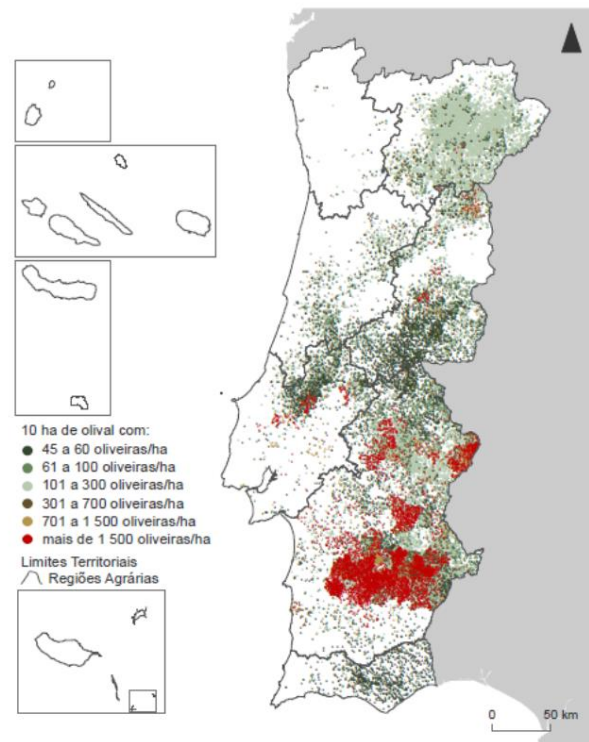 10 ha de olival com:
45 a 60 oliveiras/ha
61 a 100 oliveiras/ha
101 a 300 oliveiras/ha
301 a 700 oliveiras/ha
701 a 1 500 oliveiras/ha
mais de 1 500 oliveiras/ha
Limites Territoriais
Regiões Agrárias
0 50 km